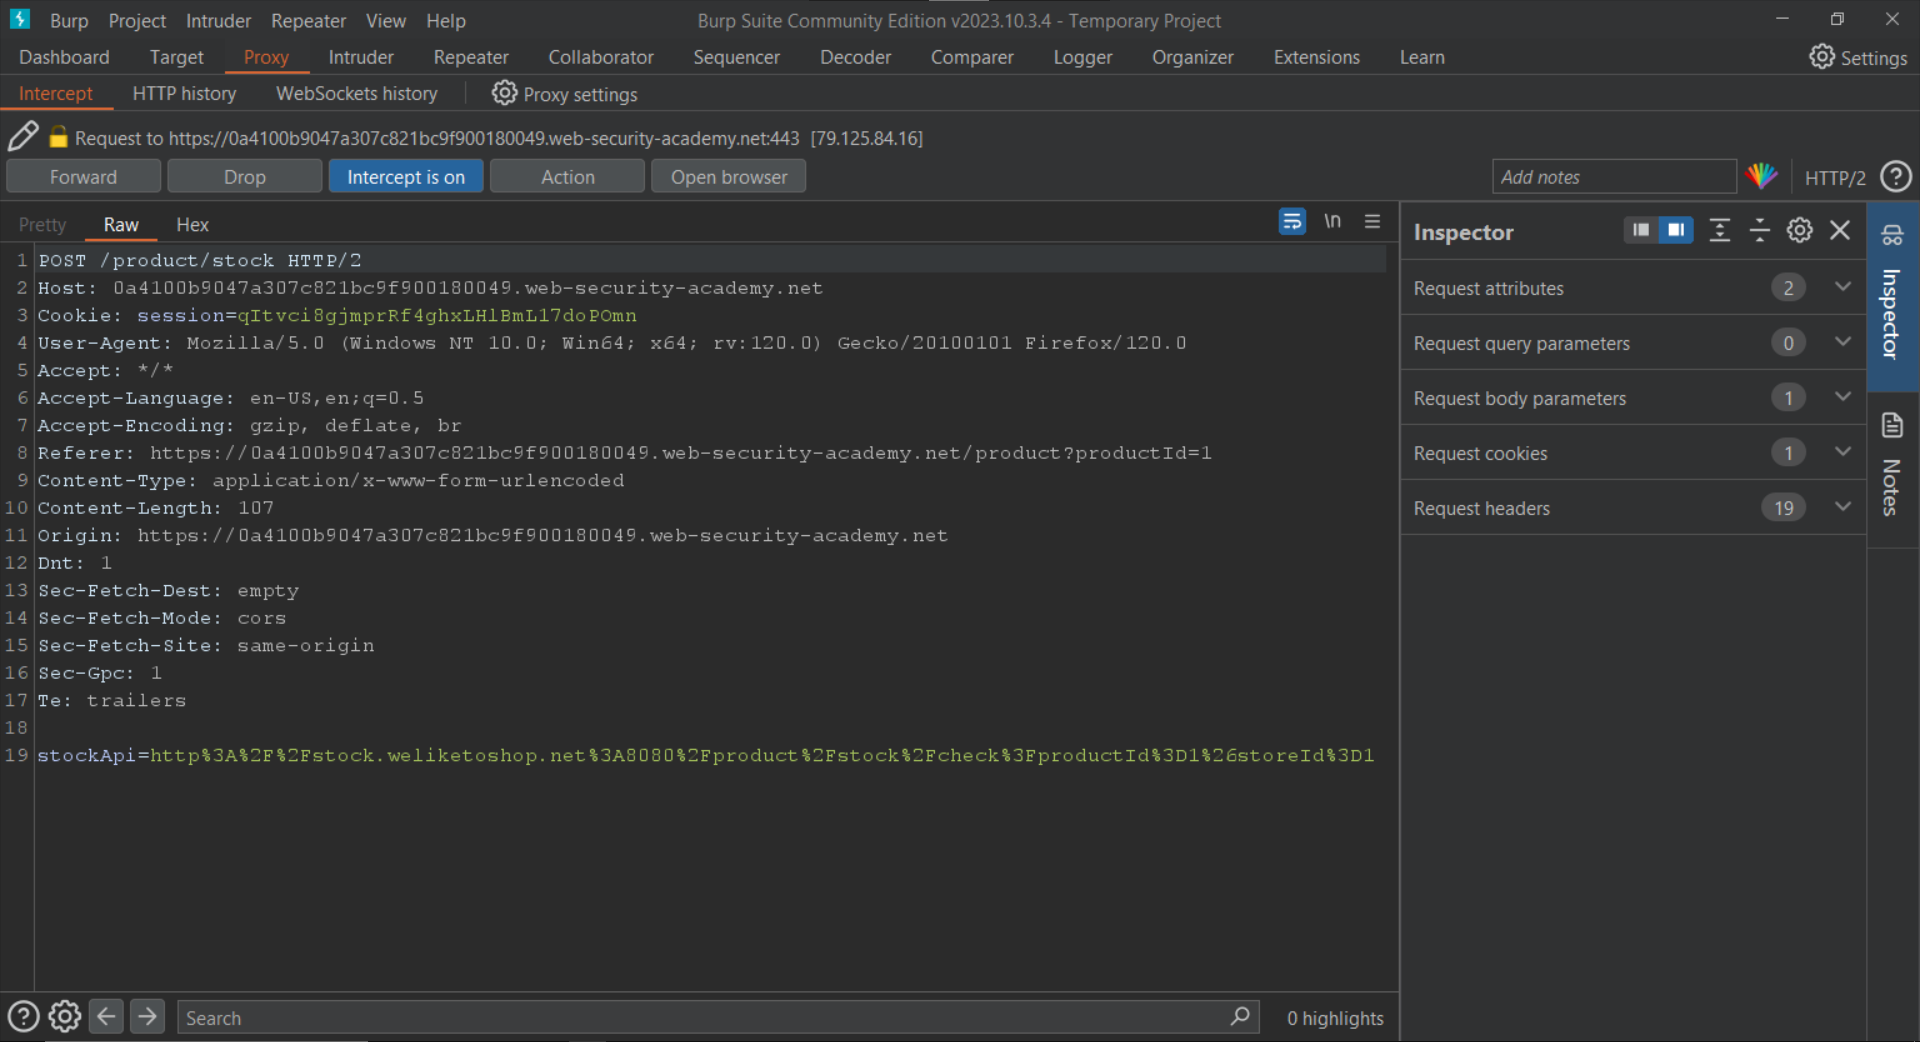 Burp Project Intruder Repeater View Help Burp Suite Community Edition v2023.10.3.4 - Temporary Project
Dashboard Target Proxy Intruder Repeater Collaborator Sequencer Decoder Comparer Logger Organizer Extensions Learn Settings
Intercept HTTP history WebSockets history Proxy settings
Request to https://0a4100b9047a307c821bc9f900180049.web-security-academy.net:443 [79.125.84.16]
Forward Drop Intercept is on Action Open browser Add notes HTTP/2
Pretty Raw Hex \n
Inspector
Request attributes 2
Request query parameters 0
Request body parameters 1
Request cookies 1
Request headers 19
Inspector
Notes
1 POST /product/stock HTTP/2
2 Host: 0a4100b9047a307c821bc9f900180049.web-security-academy.net
3 Cookie: session=qItvci8gjmprRf4ghxLHlBmL17doPOmn
4 User-Agent: Mozilla/5.0 (Windows NT 10.0; Win64; x64; rv:120.0) Gecko/20100101 Firefox/120.0
5 Accept: */*
6 Accept-Language: en-US,en;q=0.5
7 Accept-Encoding: gzip, deflate, br
8 Referer: https://0a4100b9047a307c821bc9f900180049.web-security-academy.net/product?productId=1
9 Content-Type: application/x-www-form-urlencoded
10 Content-Length: 107
11 Origin: https://0a4100b9047a307c821bc9f900180049.web-security-academy.net
12 Dnt: 1
13 Sec-Fetch-Dest: empty
14 Sec-Fetch-Mode: cors
15 Sec-Fetch-Site: same-origin
16 Sec-Gpc: 1
17 Te: trailers
18
19 stockApi=http%3A%2F%2Fstock.weliketoshop.net%3A8080%2Fproduct%2Fstock%2Fcheck%3FproductId%3D1%26storeId%3D1
Search 0 highlights